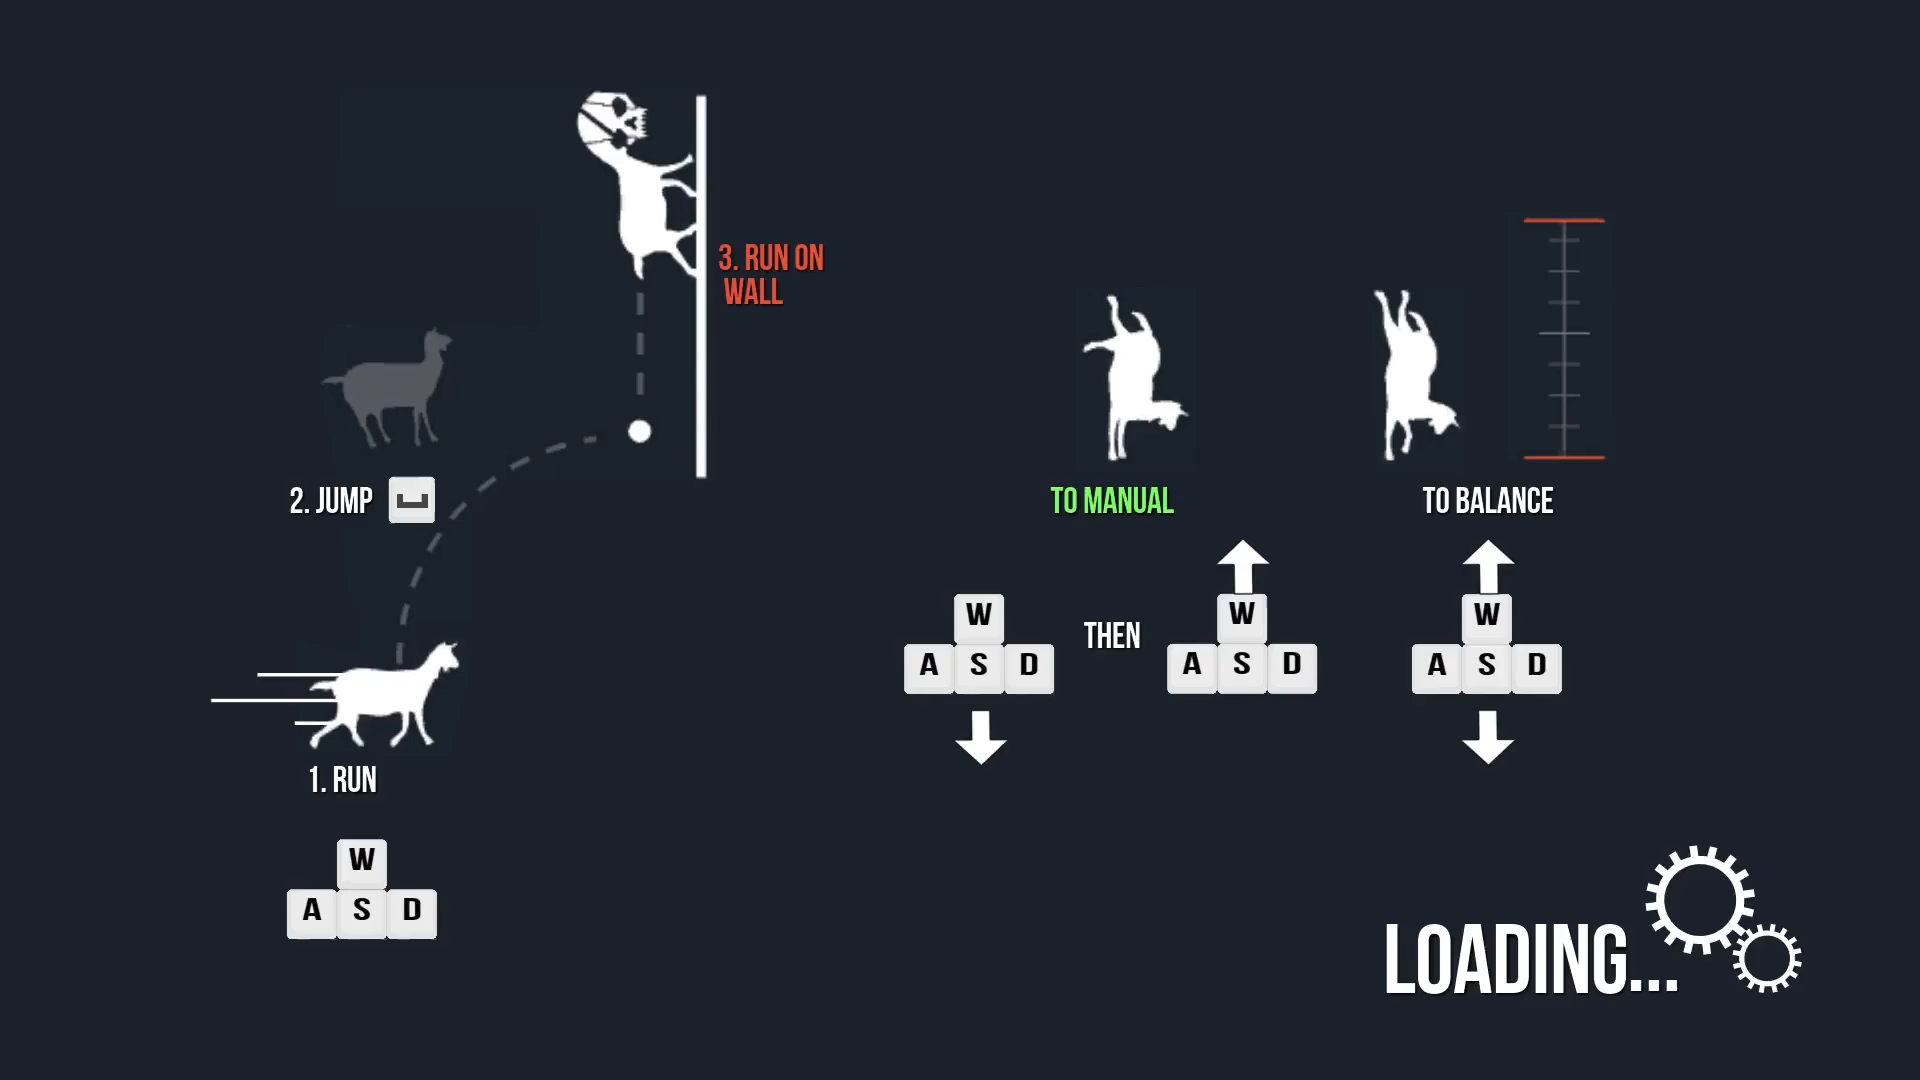 3. RUN ON
WALL
2. JUMP
1. RUN
W
A S D
TO MANUAL
W
A S D
THEN
W
A S D
TO BALANCE
W
A S D
LOADING...